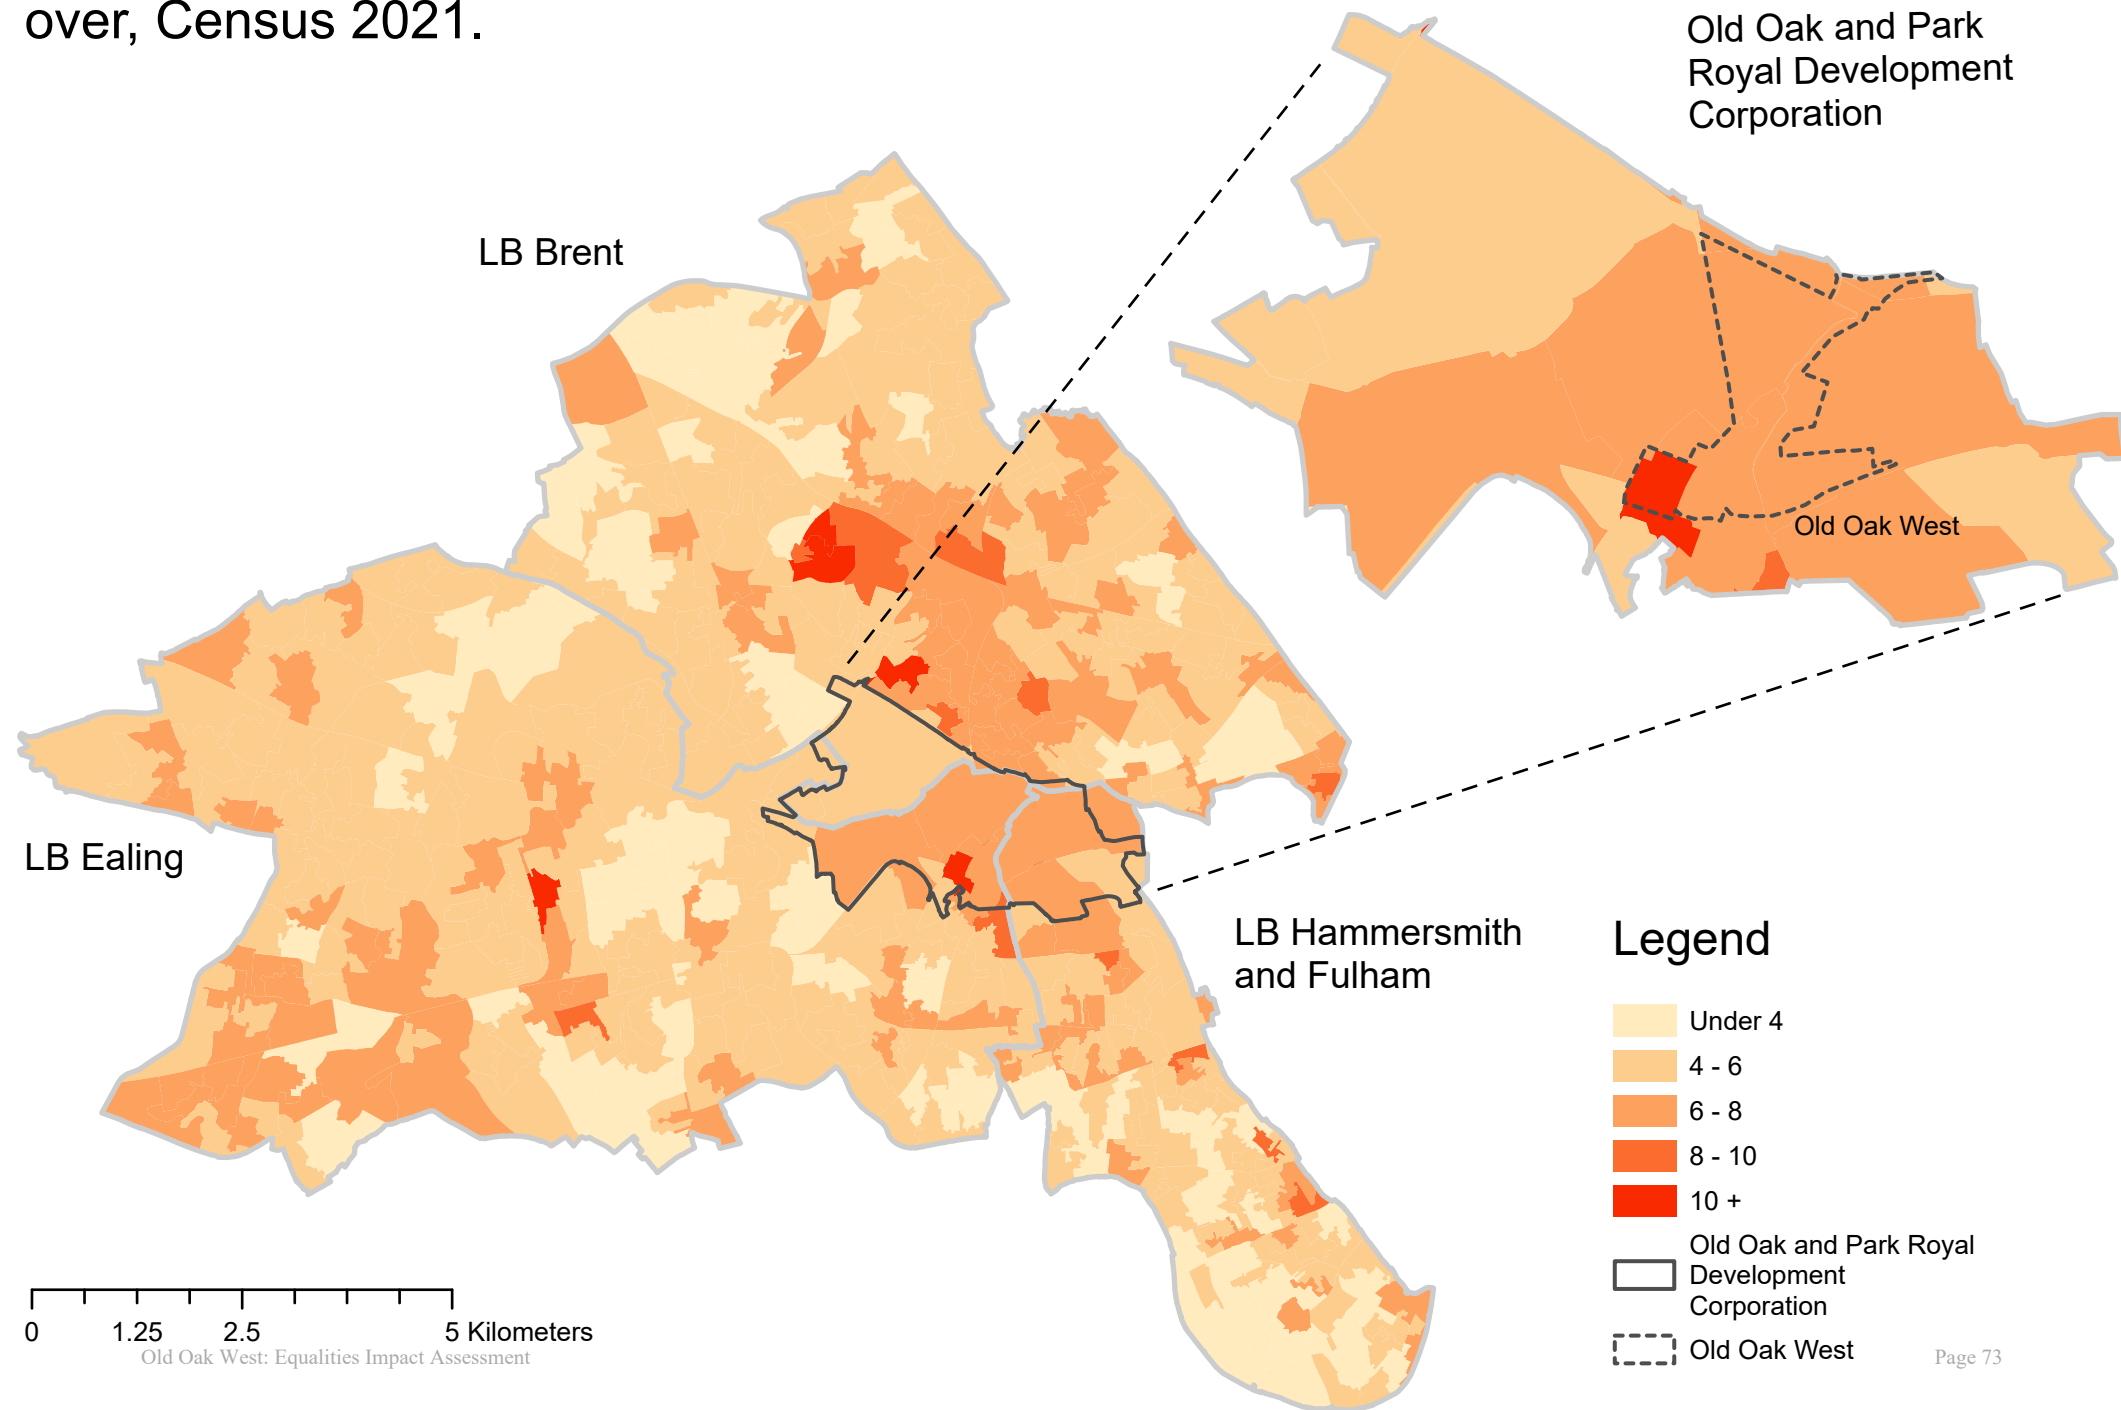 over, Census 2021.
Old Oak and Park
Royal Development
Corporation
LB Brent
Old Oak West
LB Ealing
LB Hammersmith
and Fulham
Legend
Under 4
4 - 6
6 - 8
8 - 10
10 +
Old Oak and Park Royal
Development
Corporation
Old Oak West
0 1.25 2.5 5 Kilometers
Old Oak West: Equalities Impact Assessment
Page 73